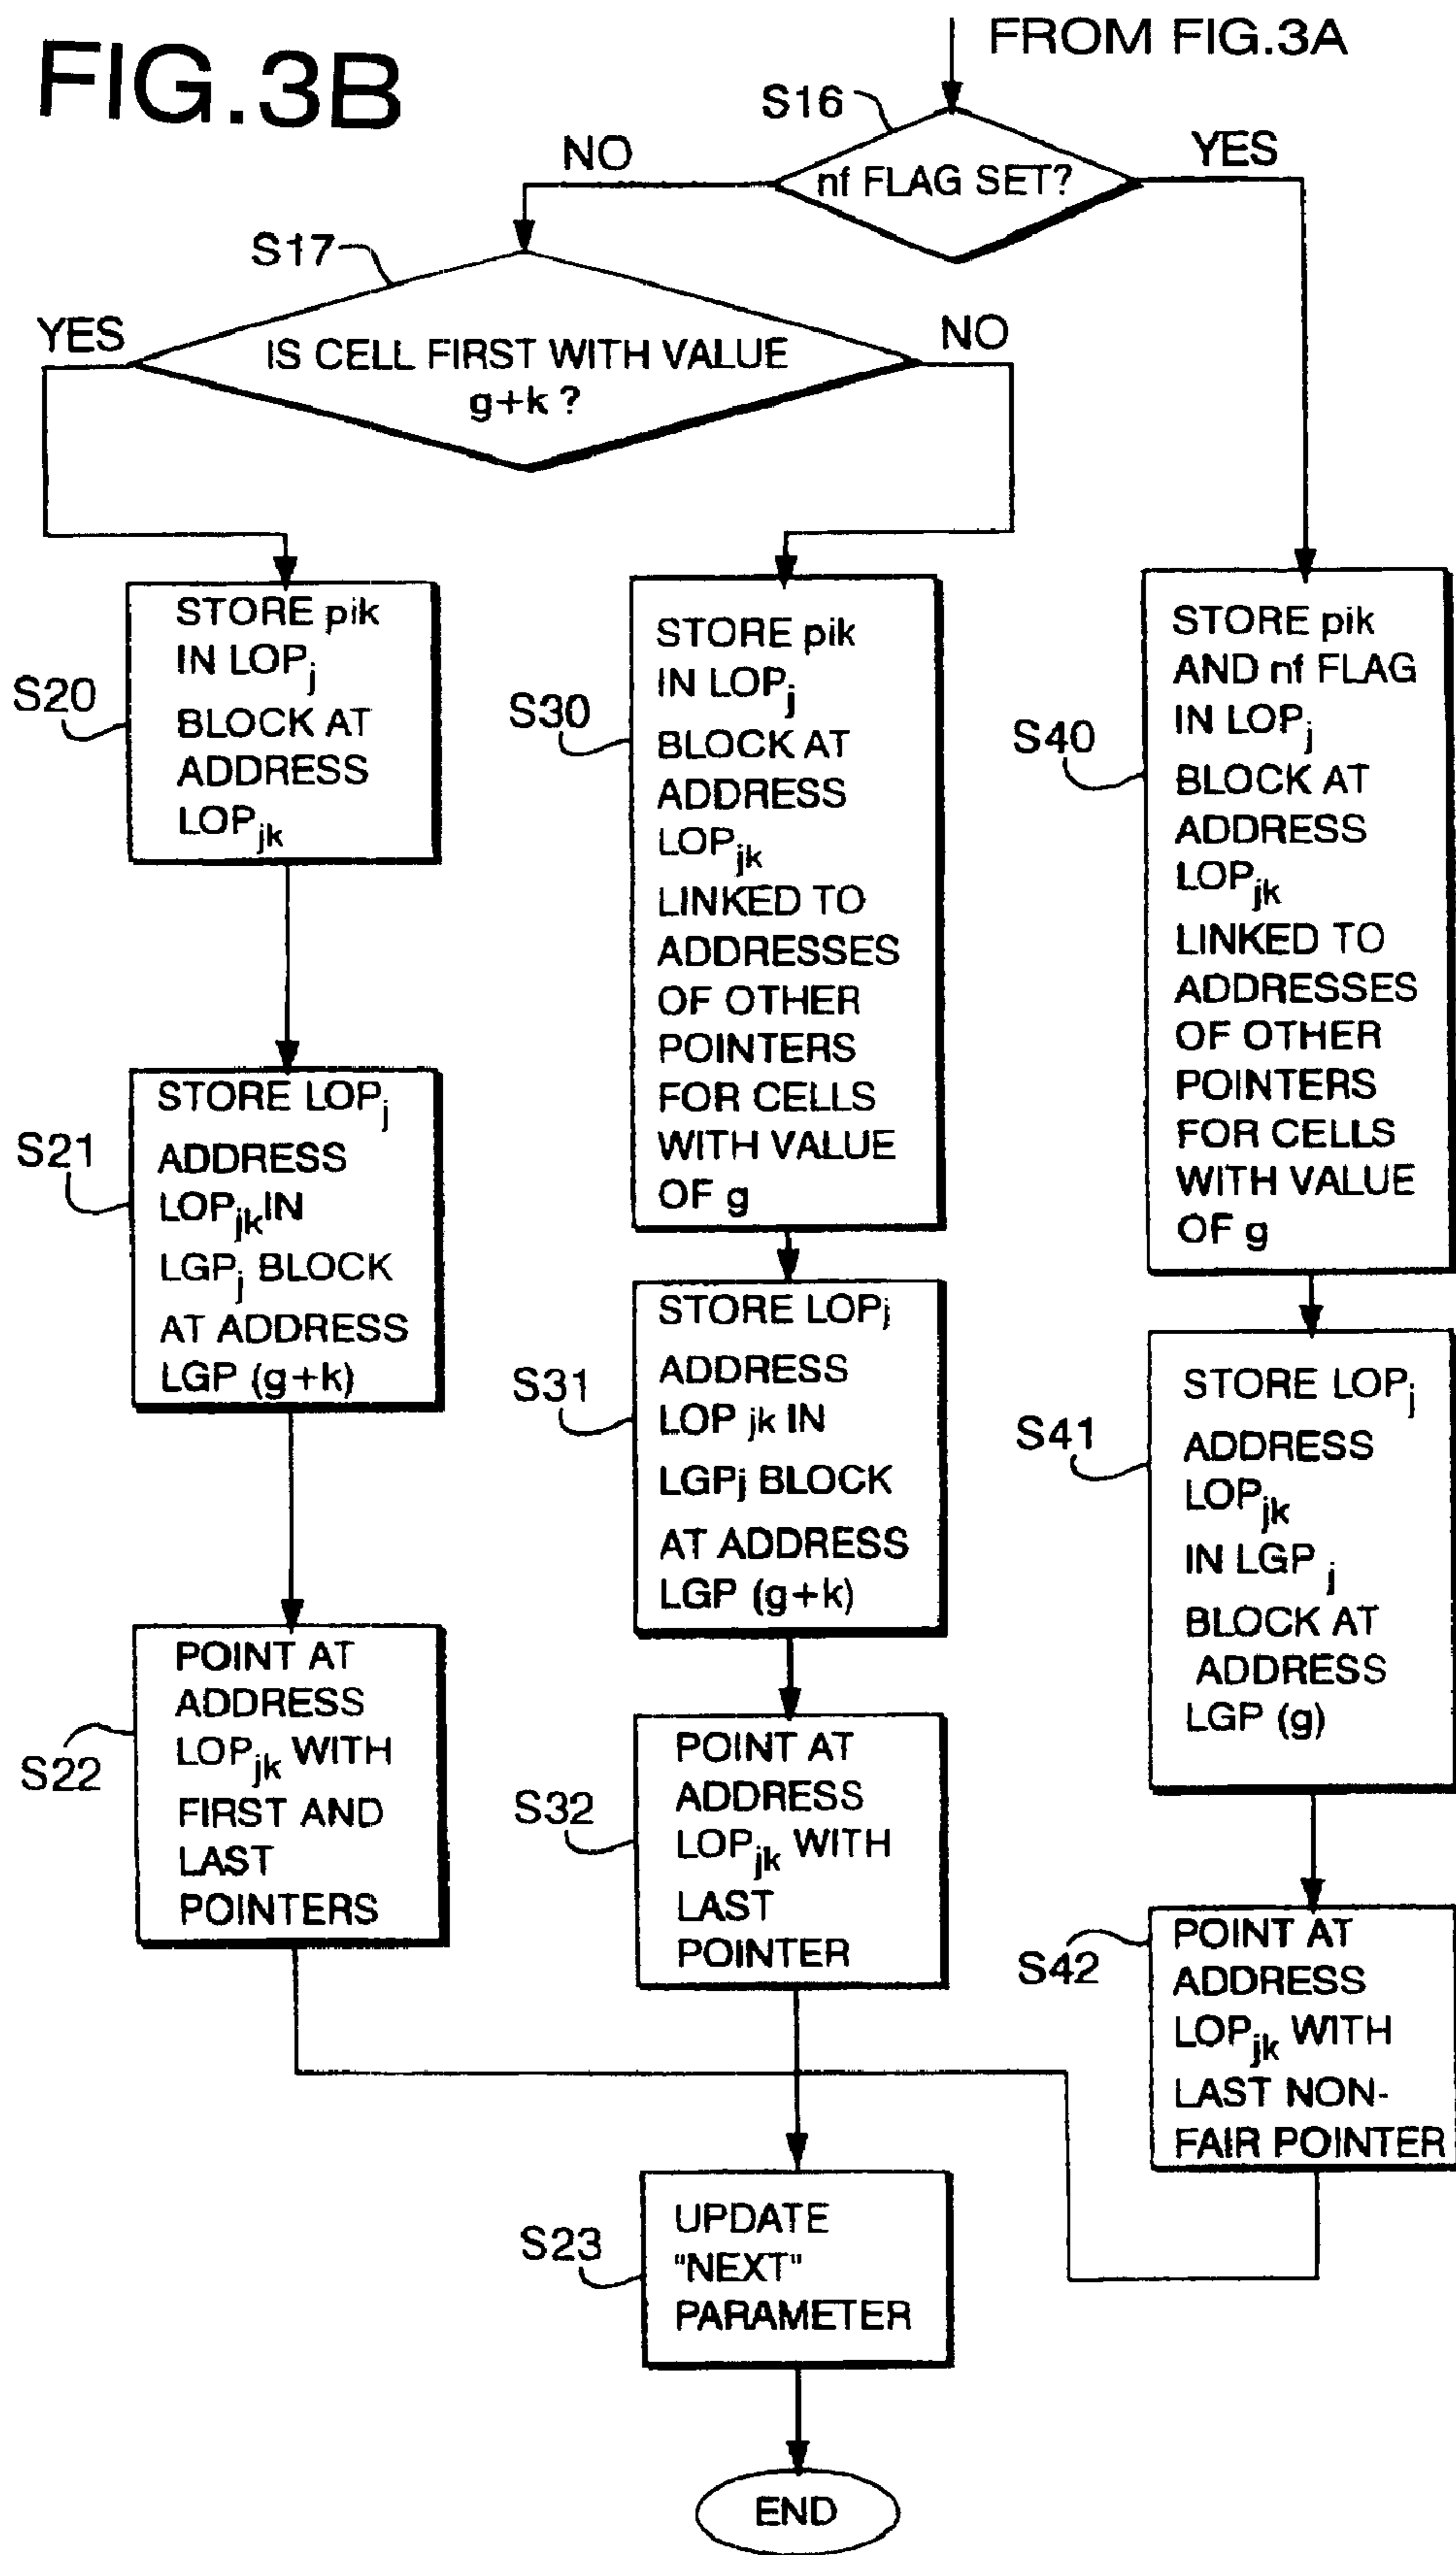 FIG.3B
FROM FIG.3A
S16
nf FLAG SET?
NO
YES
S17
IS CELL FIRST WITH VALUE
g+k ?
YES
NO
S20
STORE pik
IN LOPj
BLOCK AT
ADDRESS
LOPjk
S21
STORE LOPj
ADDRESS
LOPjk IN
LGPj BLOCK
AT ADDRESS
LGP (g+k)
S22
POINT AT
ADDRESS
LOPjk WITH
FIRST AND
LAST
POINTERS
S30
STORE pik
IN LOPj
BLOCK AT
ADDRESS
LOPjk
LINKED TO
ADDRESSES
OF OTHER
POINTERS
FOR CELLS
WITH VALUE
OF g
S31
STORE LOPj
ADDRESS
LOP jk IN
LGPj BLOCK
AT ADDRESS
LGP (g+k)
S32
POINT AT
ADDRESS
LOPjk WITH
LAST
POINTER
S40
STORE pik
AND nf FLAG
IN LOPj
BLOCK AT
ADDRESS
LOPjk
LINKED TO
ADDRESSES
OF OTHER
POINTERS
FOR CELLS
WITH VALUE
OF g
S41
STORE LOPj
ADDRESS
LOPjk
IN LGP j
BLOCK AT
ADDRESS
LGP (g)
S42
POINT AT
ADDRESS
LOPjk WITH
LAST NON-
FAIR POINTER
S23
UPDATE
"NEXT"
PARAMETER
END